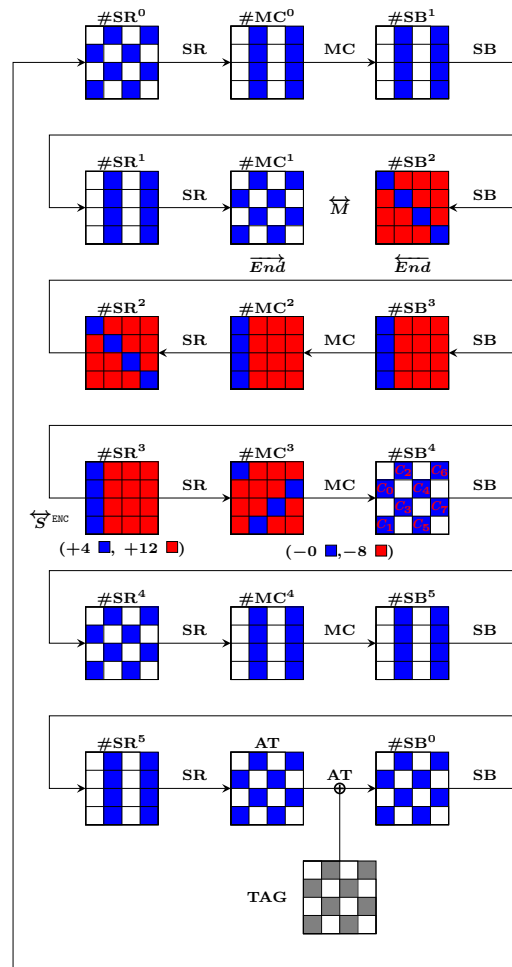 #SR⁰ #MC⁰ #SB¹
SR MC SB
#SR¹ #MC¹ #SB²
SR M SB
End End
#SR² #MC² #SB³
SR MC SB
#SR³ #MC³ #SB⁴
C₂ C₆
SR MC C₀ C₄ SB
C₃ C₇
S ENC C₁ C₅
(+4 , +12 ) (−0 ,−8 )
#SR⁴ #MC⁴ #SB⁵
SR MC SB
#SR⁵ AT #SB⁰
SR AT SB
TAG